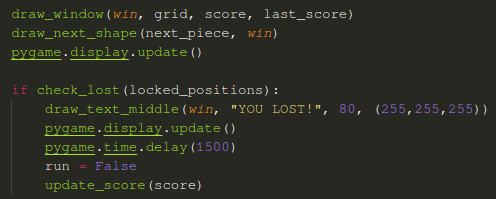 draw_window(win, grid, score, last_score)
draw_next_shape(next_piece, win)
pygame.display.update()

if check_lost(locked_positions):
    draw_text_middle(win, "YOU LOST!", 80, (255,255,255))
    pygame.display.update()
    pygame.time.delay(1500)
    run = False
    update_score(score)